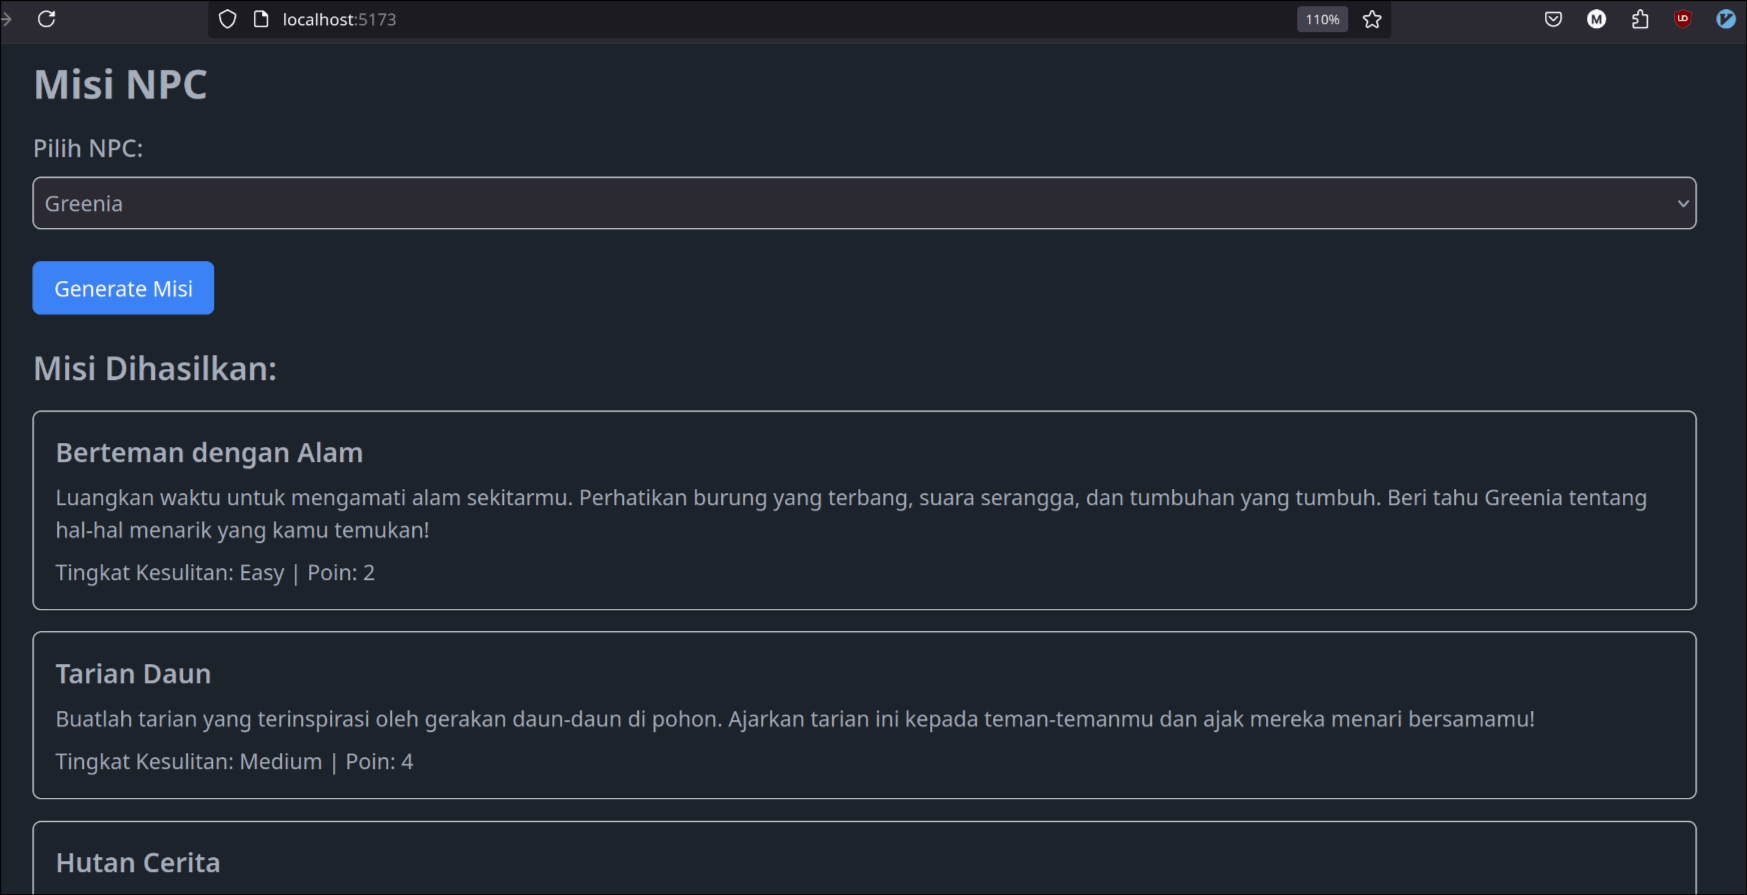 localhost:5173
110%
M
Misi NPC
Pilih NPC:
Greenia
Generate Misi
Misi Dihasilkan:
Berteman dengan Alam
Luangkan waktu untuk mengamati alam sekitarmu. Perhatikan burung yang terbang, suara serangga, dan tumbuhan yang tumbuh. Beri tahu Greenia tentang
hal-hal menarik yang kamu temukan!
Tingkat Kesulitan: Easy | Poin: 2
Tarian Daun
Buatlah tarian yang terinspirasi oleh gerakan daun-daun di pohon. Ajarkan tarian ini kepada teman-temanmu dan ajak mereka menari bersamamu!
Tingkat Kesulitan: Medium | Poin: 4
Hutan Cerita